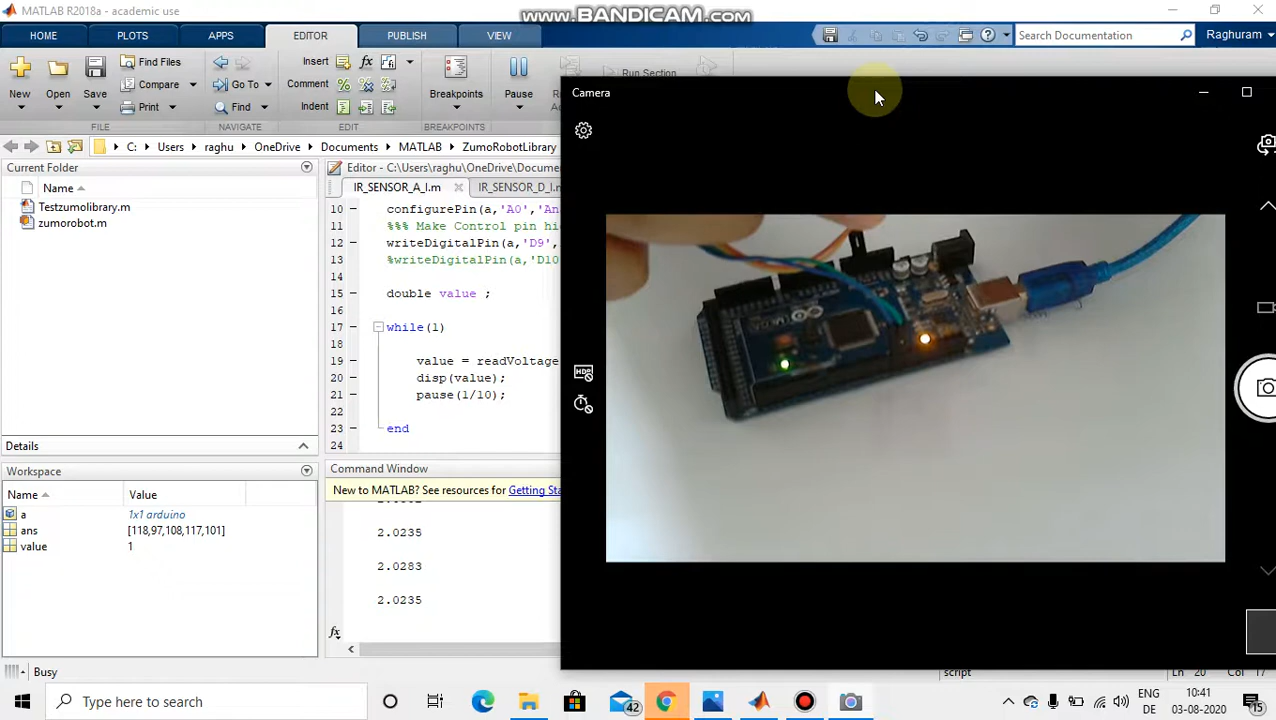 MATLAB R2018a - academic use
www.BANDICAM.com
HOME PLOTS APPS EDITOR PUBLISH VIEW
Search Documentation
Raghuram
New Open Save
Find Files
Compare
Print
Go To
Find
Insert
Comment
Indent
Breakpoints
Pause
Run Section
FILE NAVIGATE EDIT BREAKPOINTS
C: Users raghu OneDrive Documents MATLAB ZumoRobotLibrary
Current Folder
Name
Testzumolibrary.m
zumorobot.m
Details
Workspace
Name Value
a 1x1 arduino
ans [118,97,108,117,101]
value 1
Editor - C:\Users\raghu\OneDrive\Docume
IR_SENSOR_A_I.m IR_SENSOR_D_I.m
10 configurePin(a,'A0','An
11 %%% Make Control pin hi
12 writeDigitalPin(a,'D9',
13 %writeDigitalPin(a,'D10
14
15 double value ;
16
17 while(1)
18
19 value = readVoltage
20 disp(value);
21 pause(1/10);
22
23 end
24
Command Window
New to MATLAB? See resources for Getting Sta
2.0235
2.0283
2.0235
fx
Camera
HDR
Busy
script
Ln 20
Type here to search
42
ENG
DE
10:41
03-08-2020
15